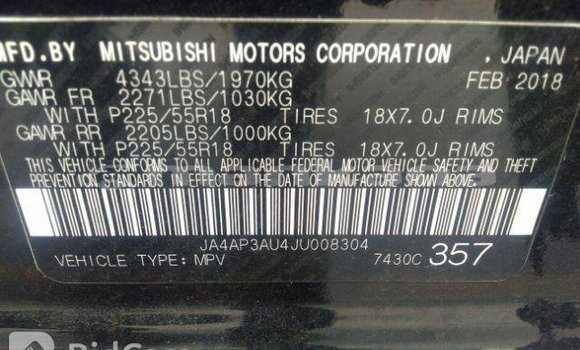 MFD.BY MITSUBISHI MOTORS CORPORATION . JAPAN
GWWR 4343LBS/1970KG FEB 2018
GAWR FR 2271LBS/1030KG
WITH P225/55R18 TIRES 18X7.0J RIMS
GAWR RR 2205LBS/1000KG
WITH P225/55R18 TIRES 18X7.0J RIMS
THIS VEHICLE CONFORMS TO ALL APPLICABLE FEDERAL MOTOR VEHICLE SAFETY AND THEFT
PREVENTION STANDARDS IN EFFECT ON THE DATE OF MANUFACTURE SHOWN ABOVE.
JA4AP3AU4JU008304
VEHICLE TYPE: MPV 7430C 357